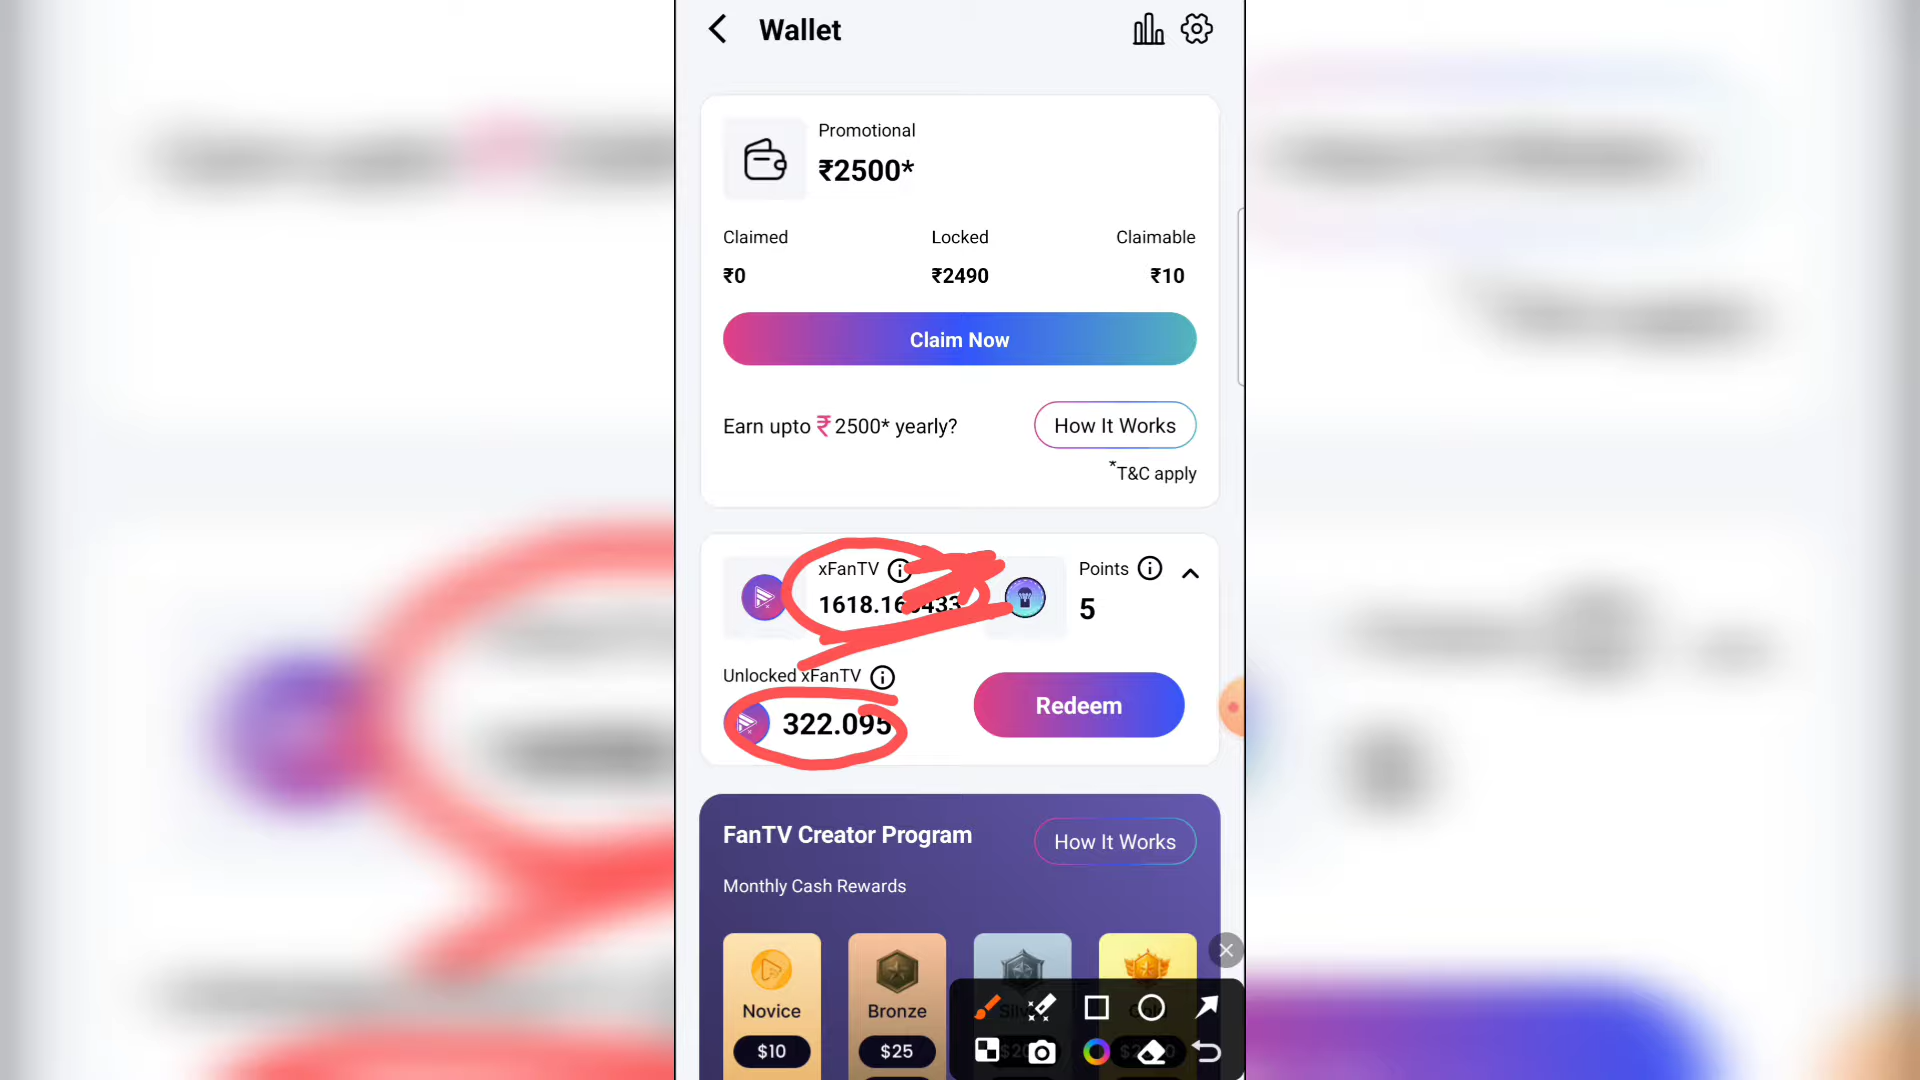 Wallet
Promotional
₹2500*
Claimed Locked Claimable
₹0 ₹2490 ₹10
Claim Now
Earn upto ₹ 2500* yearly?
How It Works
*T&C apply
xFanTV
Points
5
Unlocked xFanTV
322.095
Redeem
FanTV Creator Program
How It Works
Monthly Cash Rewards
Novice Bronze
$10 $25